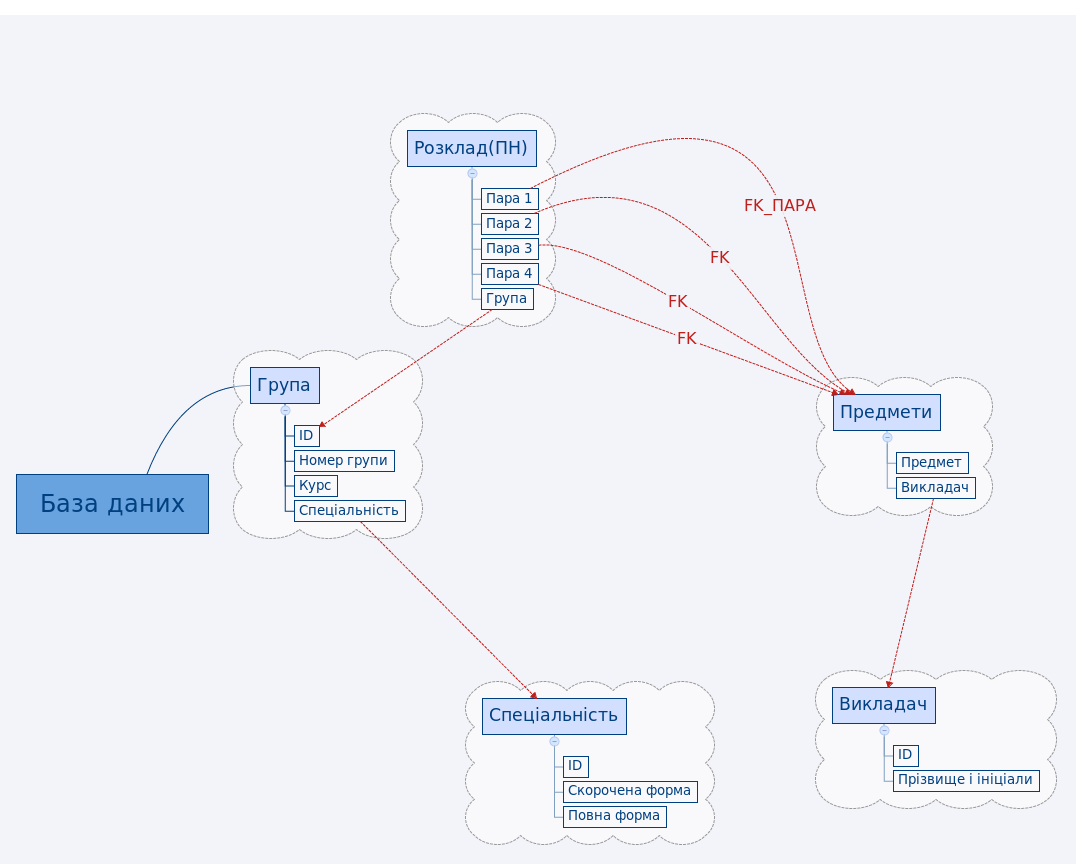 Розклад(ПН)
Пара 1
Пара 2
Пара 3
Пара 4
Група
FK_ПАРА
FK
FK
FK
Група
ID
Номер групи
Курс
Спеціальність
База даних
Предмети
Предмет
Викладач
Спеціальність
ID
Скорочена форма
Повна форма
Викладач
ID
Прізвище і ініціали